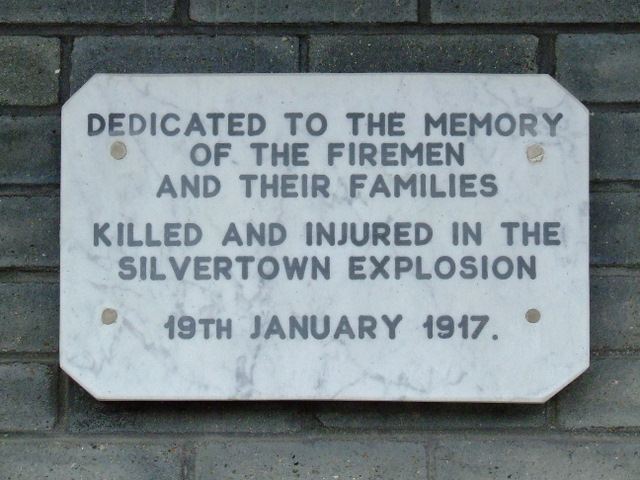 DEDICATED TO THE MEMORY
OF THE FIREMEN
AND THEIR FAMILIES
KILLED AND INJURED IN THE
SILVERTOWN EXPLOSION
19TH JANUARY 1917.